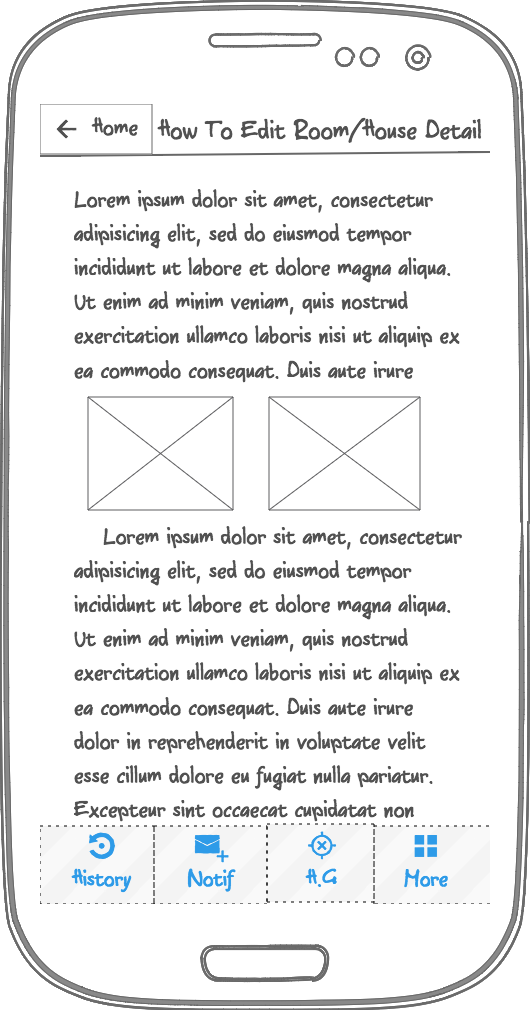 ← Home How To Edit Room/House Detail
Lorem ipsum dolor sit amet, consectetur
adipisicing elit, sed do eiusmod tempor
incididunt ut labore et dolore magna aliqua.
Ut enim ad minim veniam, quis nostrud
exercitation ullamco laboris nisi ut aliquip ex
ea commodo consequat. Duis aute irure
Lorem ipsum dolor sit amet, consectetur
adipisicing elit, sed do eiusmod tempor
incididunt ut labore et dolore magna aliqua.
Ut enim ad minim veniam, quis nostrud
exercitation ullamco laboris nisi ut aliquip ex
ea commodo consequat. Duis aute irure
dolor in reprehenderit in voluptate velit
esse cillum dolore eu fugiat nulla pariatur.
Excepteur sint occaecat cupidatat non
History Notif H.G More